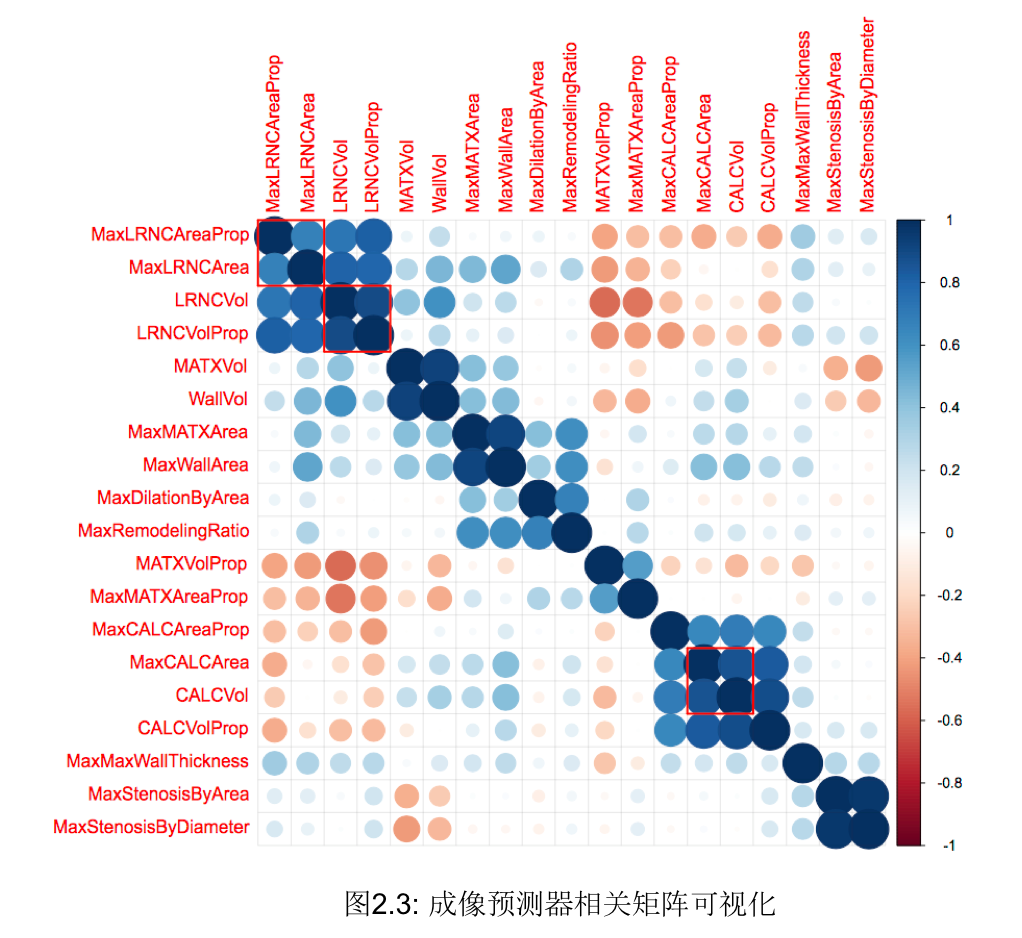 MaxLRNCAreaProp
MaxLRNCArea
LRNCVol
LRNCVolProp
MATXVol
WallVol
MaxMATXArea
MaxWallArea
MaxDilationByArea
MaxRemodelingRatio
MATXVolProp
MaxMATXAreaProp
MaxCALCAreaProp
MaxCALCArea
CALCVol
CALCVolProp
MaxMaxWallThickness
MaxStenosisByArea
MaxStenosisByDiameter
MaxLRNCAreaProp
MaxLRNCArea
LRNCVol
LRNCVolProp
MATXVol
WallVol
MaxMATXArea
MaxWallArea
MaxDilationByArea
MaxRemodelingRatio
MATXVolProp
MaxMATXAreaProp
MaxCALCAreaProp
MaxCALCArea
CALCVol
CALCVolProp
MaxMaxWallThickness
MaxStenosisByArea
MaxStenosisByDiameter
1
0.8
0.6
0.4
0.2
0
-0.2
-0.4
-0.6
-0.8
-1
图2.3: 成像预测器相关矩阵可视化